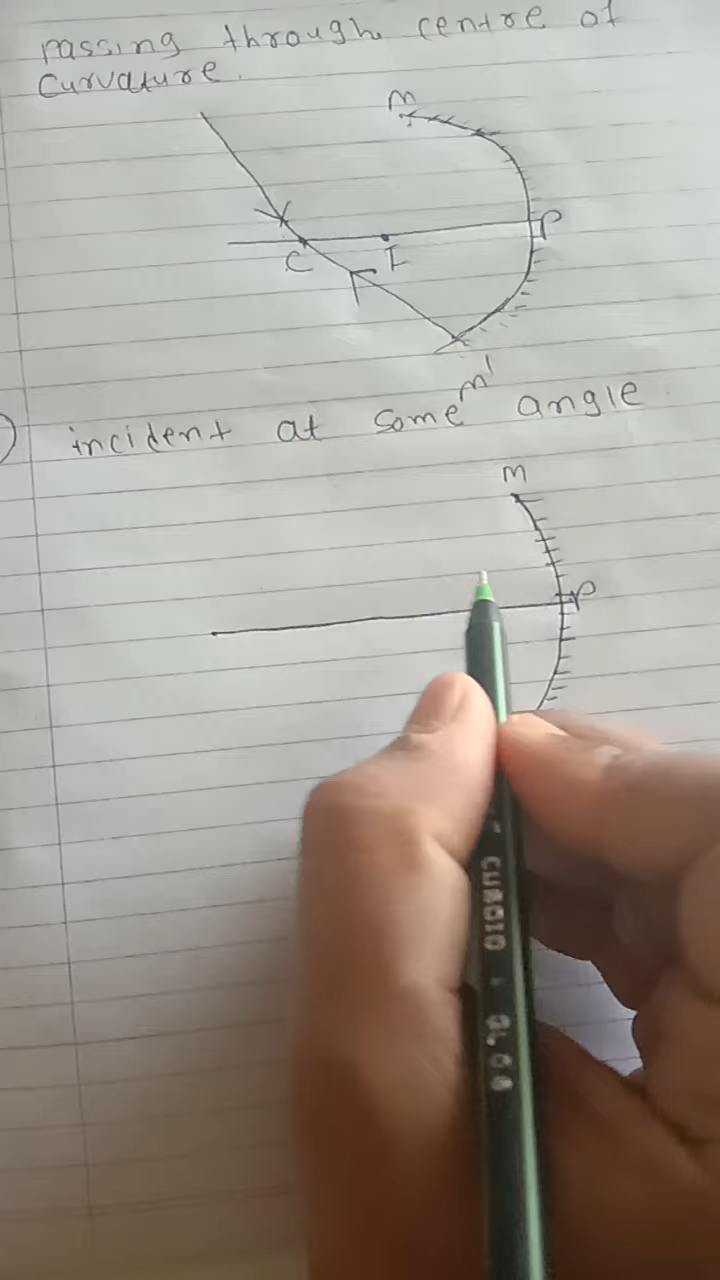 passing through centre of
curvature.
M
P
C F
M'
) incident at some angle
M
P
CUBOID